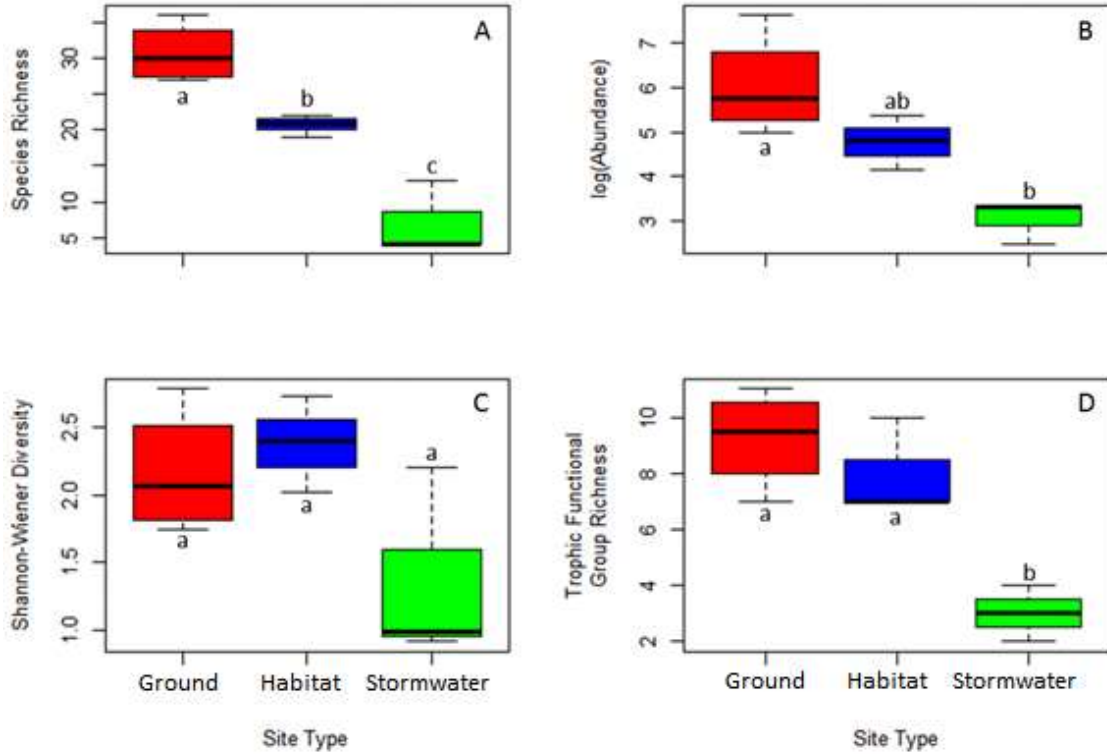 A
Species Richness
30
20
10
5
a
b
c
B
log(Abundance)
7
6
5
4
3
a
ab
b
C
Shannon-Wiener Diversity
2.5
2.0
1.5
1.0
a
a
a
Ground
Habitat
Stormwater
Site Type
D
Trophic Functional
Group Richness
10
8
6
4
2
a
a
b
Ground
Habitat
Stormwater
Site Type